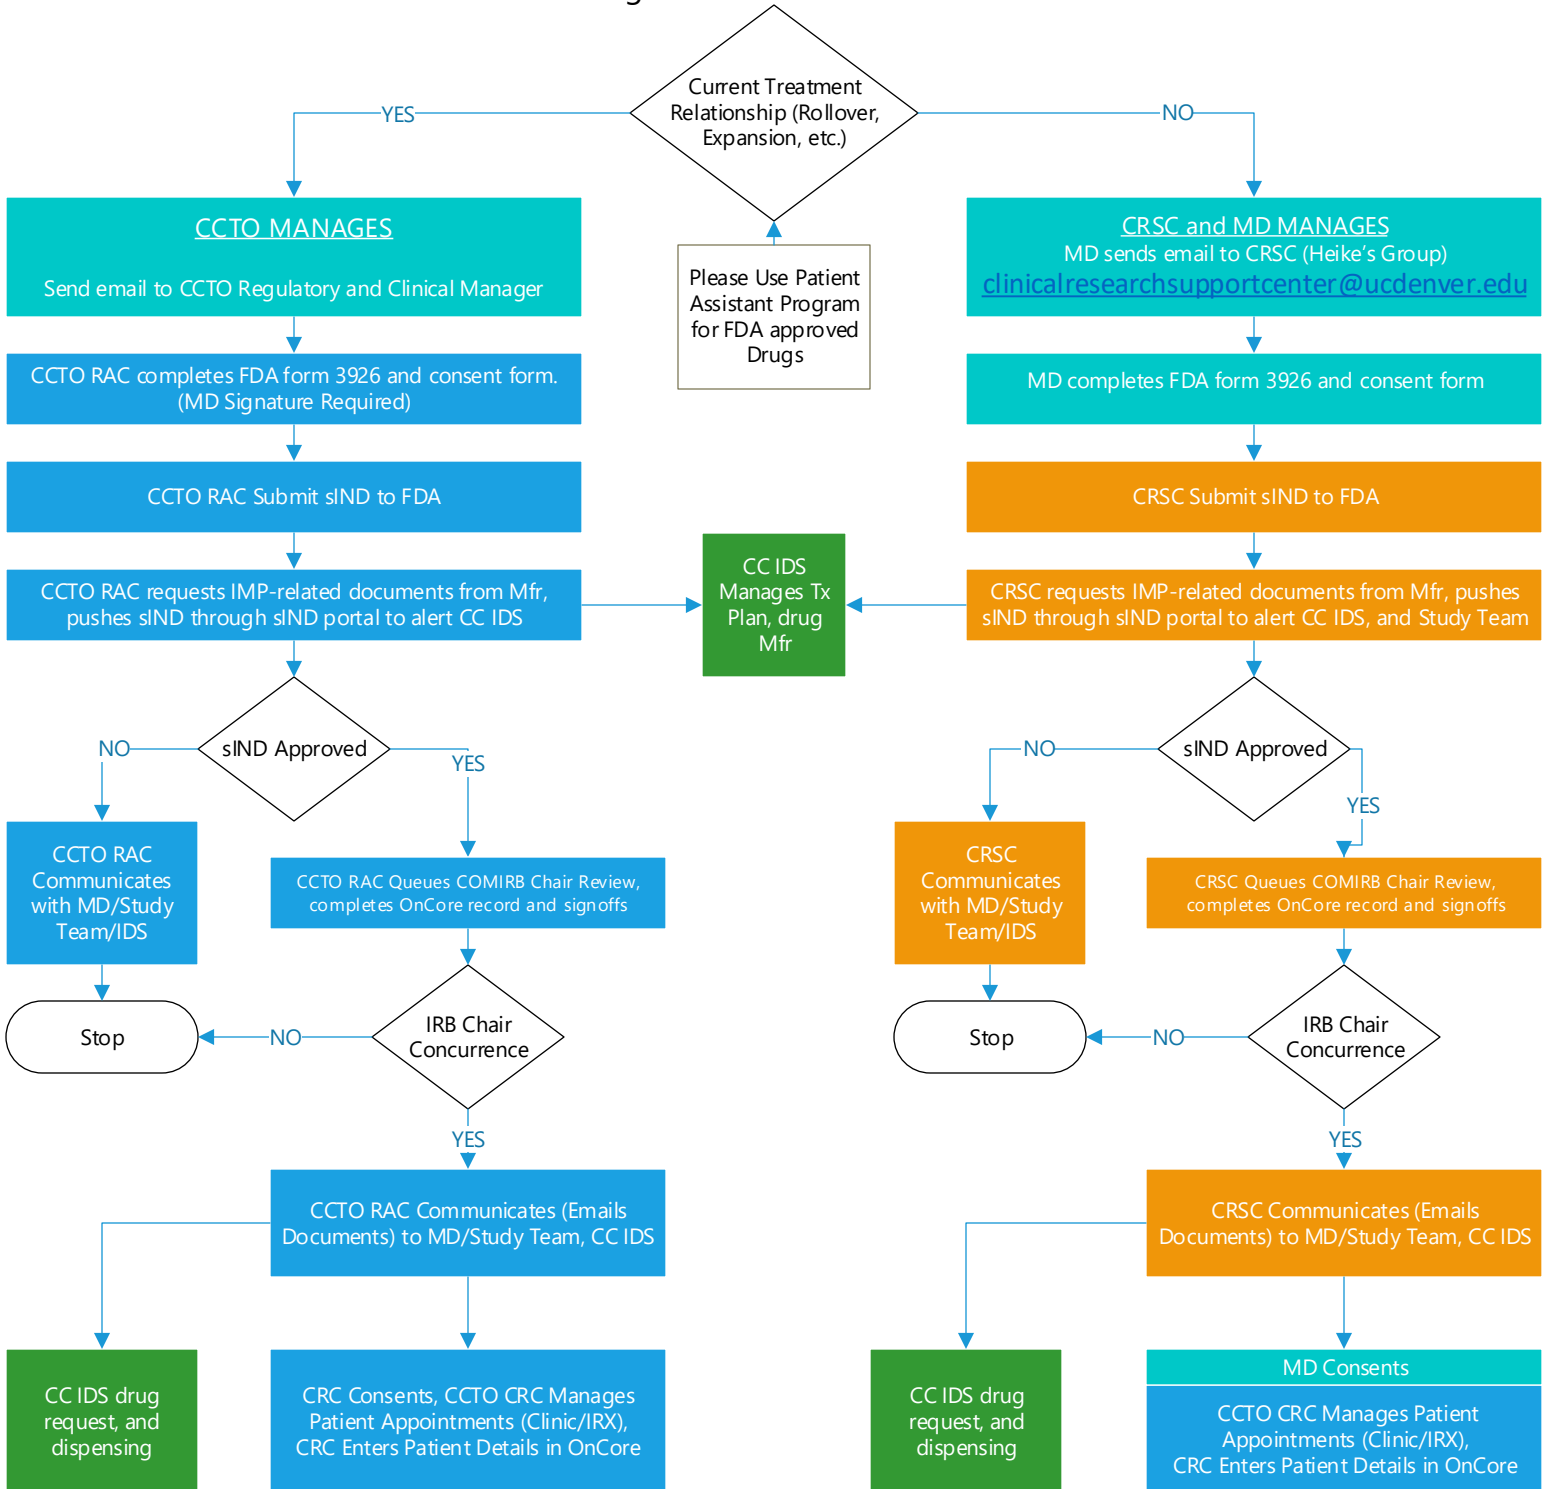 Current Treatment
Relationship (Rollover,
Expansion, etc.)
YES
NO
CCTO MANAGES
Send email to CCTO Regulatory and Clinical Manager
Please Use Patient
Assistant Program
for FDA approved
Drugs
CRSC and MD MANAGES
MD sends email to CRSC (Heike's Group)
clinicalresearchsupportcenter@ucdenver.edu
CCTO RAC completes FDA form 3926 and consent form.
(MD Signature Required)
MD completes FDA form 3926 and consent form
CCTO RAC Submit sIND to FDA
CRSC Submit sIND to FDA
CCTO RAC requests IMP-related documents from Mfr,
pushes sIND through sIND portal to alert CC IDS
CC IDS
Manages Tx
Plan, drug
Mfr
CRSC requests IMP-related documents from Mfr, pushes
sIND through sIND portal to alert CC IDS, and Study Team
NO
sIND Approved
YES
NO
sIND Approved
YES
CCTO RAC
Communicates
with MD/Study
Team/IDS
CCTO RAC Queues COMIRB Chair Review,
completes OnCore record and signoffs
CRSC
Communicates
with MD/Study
Team/IDS
CRSC Queues COMIRB Chair Review,
completes OnCore record and signoffs
Stop
NO
IRB Chair
Concurrence
Stop
NO
IRB Chair
Concurrence
YES
YES
CCTO RAC Communicates (Emails
Documents) to MD/Study Team, CC IDS
CRSC Communicates (Emails
Documents) to MD/Study Team, CC IDS
CC IDS drug
request, and
dispensing
CRC Consents, CCTO CRC Manages
Patient Appointments (Clinic/IRX),
CRC Enters Patient Details in OnCore
CC IDS drug
request, and
dispensing
MD Consents
CCTO CRC Manages Patient
Appointments (Clinic/IRX),
CRC Enters Patient Details in OnCore